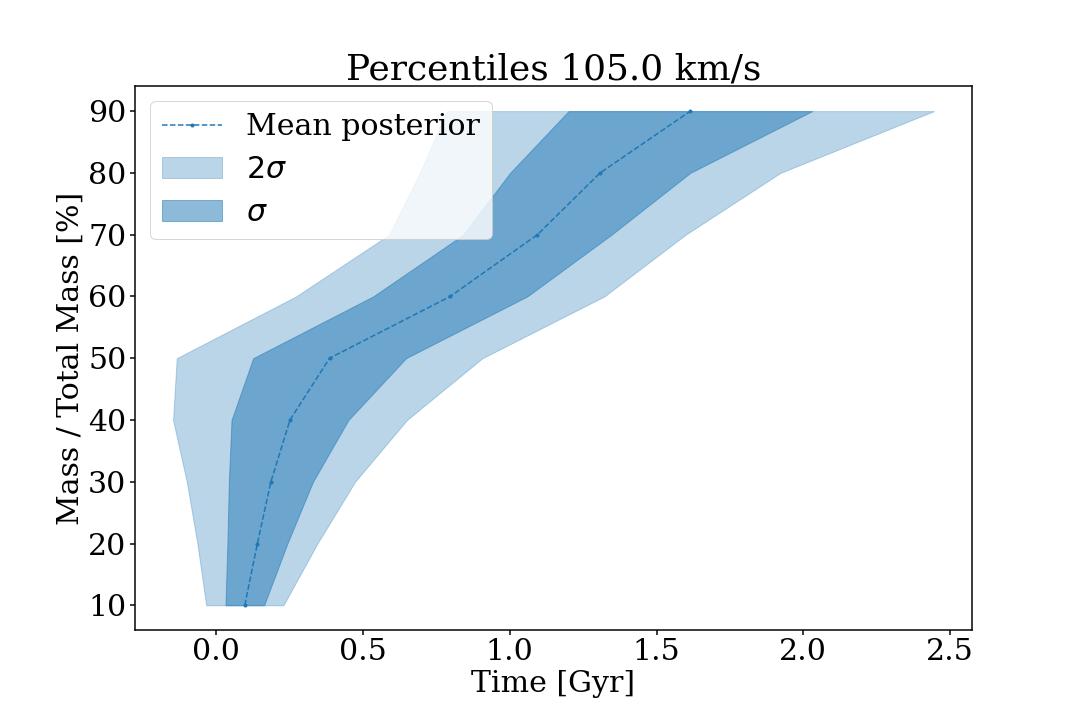 Percentiles 105.0 km/s
Mean posterior
2σ
σ
Mass / Total Mass [%]
90
80
70
60
50
40
30
20
10
0.0 0.5 1.0 1.5 2.0 2.5
Time [Gyr]